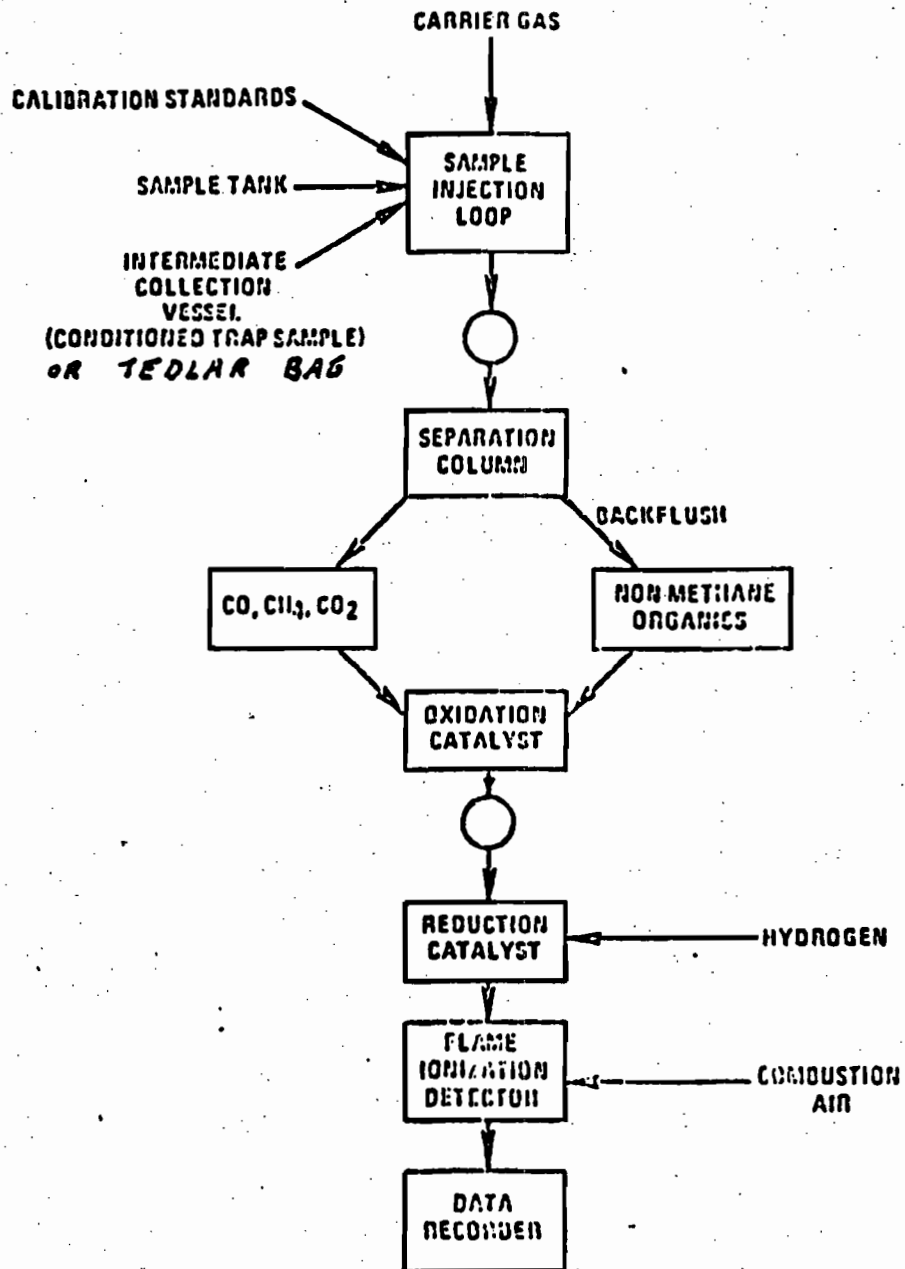 CARRIER GAS
CALIBRATION STANDARDS
SAMPLE
INJECTION
LOOP
SAMPLE TANK
INTERMEDIATE
COLLECTION
VESSEL
(CONDITIONED TRAP SAMPLE)
OR TEDLAR BAG
SEPARATION
COLUMN
BACKFLUSH
CO, CH4, CO2
NON METHANE
ORGANICS
OXIDATION
CATALYST
REDUCTION
CATALYST
HYDROGEN
FLAME
IONIZATION
DETECTOR
COMBUSTION
AIR
DATA
RECORDER